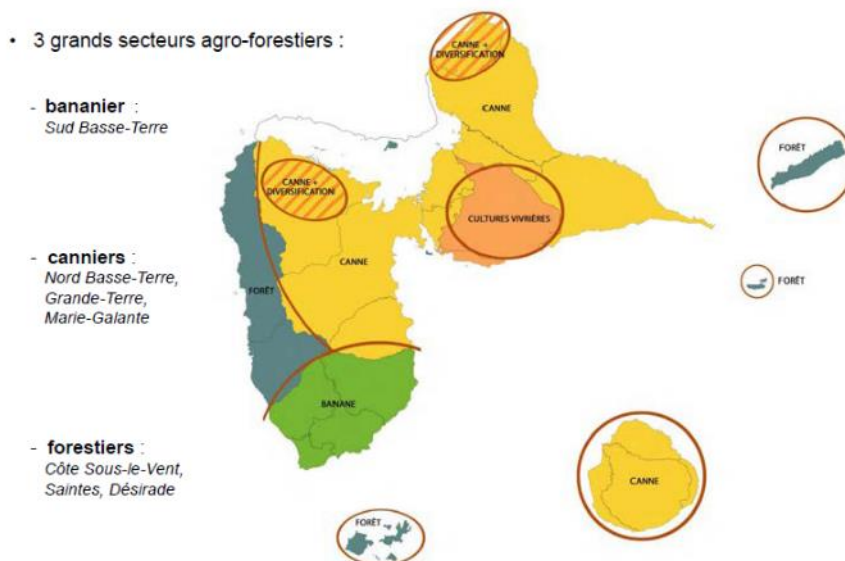 • 3 grands secteurs agro-forestiers :
- bananier :
Sud Basse-Terre
- canniers :
Nord Basse-Terre,
Grande-Terre,
Marie-Galante
- forestiers :
Côte Sous-le-Vent,
Saintes, Désirade
CANNE +
DIVERSIFICATION
CANNE
FORÊT
CANNE +
DIVERSIFICATION
CULTURES VIVRIÈRES
CANNE
FORÊT
FORÊT
BANANE
CANNE
FORÊT